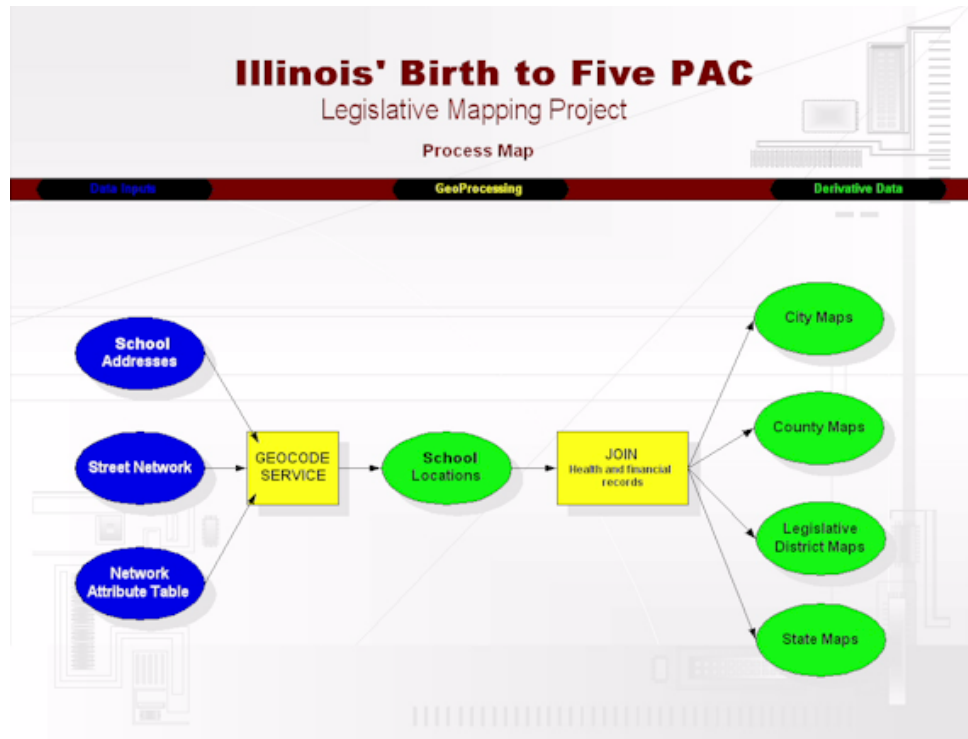 Illinois' Birth to Five PAC
Legislative Mapping Project
Process Map
Data Inputs
GeoProcessing
Derivative Data
School
Addresses
Street Network
Network
Attribute Table
GEOCODE
SERVICE
School
Locations
JOIN
Health and financial
records
City Maps
County Maps
Legislative
District Maps
State Maps